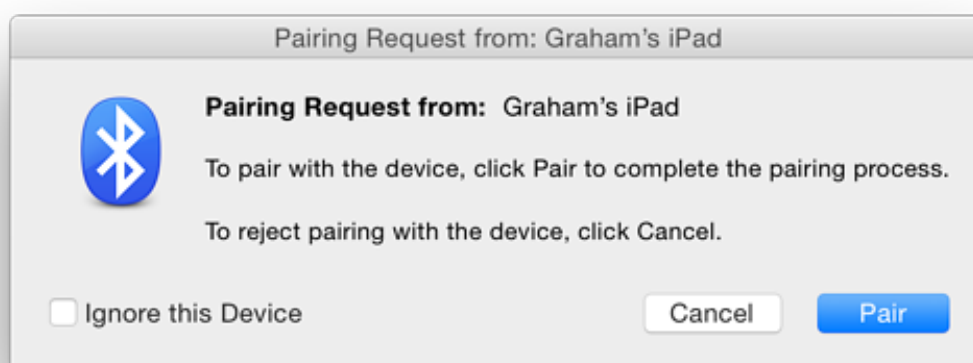 Pairing Request from: Graham's iPad
Pairing Request from: Graham's iPad
To pair with the device, click Pair to complete the pairing process.
To reject pairing with the device, click Cancel.
Ignore this Device
Cancel
Pair